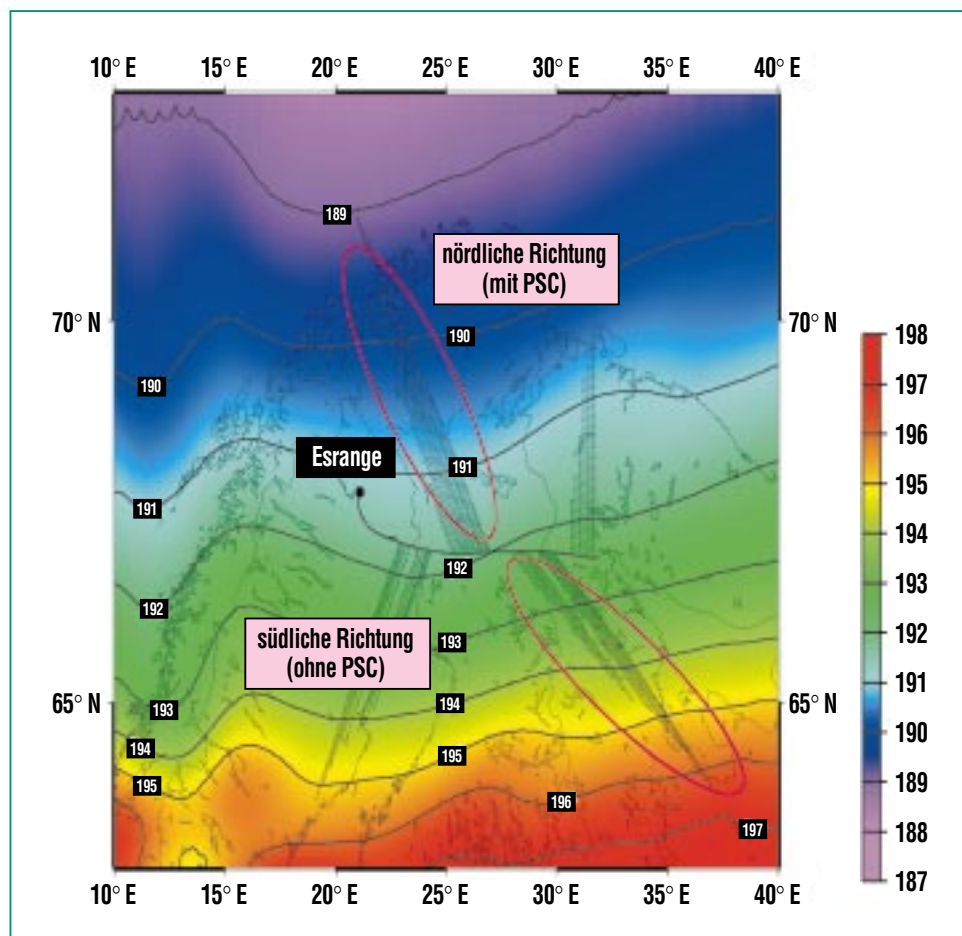 10° E 15° E 20° E 25° E 30° E 35° E 40° E
189
nördliche Richtung
(mit PSC)
70° N
70° N
190
190
198
197
196
195
194
193
192
191
190
189
188
187
Esrange
191
191
192
192
südliche Richtung
(ohne PSC)
193
193
65° N
65° N
194
194
195
195
196
197
10° E 15° E 20° E 25° E 30° E 35° E 40° E